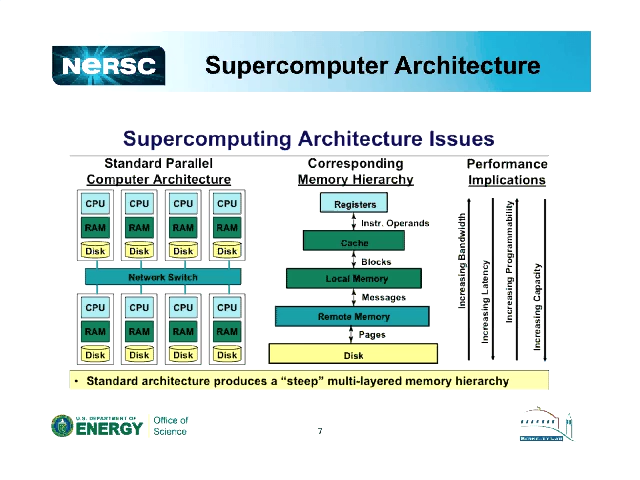 NERSC
Supercomputer Architecture
Supercomputing Architecture Issues
Standard Parallel
Computer Architecture
CPU CPU CPU CPU
RAM RAM RAM RAM
Disk Disk Disk Disk
Network Switch
CPU CPU CPU CPU
RAM RAM RAM RAM
Disk Disk Disk Disk
Corresponding
Memory Hierarchy
Registers
Instr. Operands
Cache
Blocks
Local Memory
Messages
Remote Memory
Pages
Disk
Performance
Implications
Increasing Bandwidth
Increasing Latency
Increasing Programmability
Increasing Capacity
• Standard architecture produces a “steep” multi-layered memory hierarchy
U.S. DEPARTMENT OF
ENERGY
Office of
Science
7
BERKELEY LAB